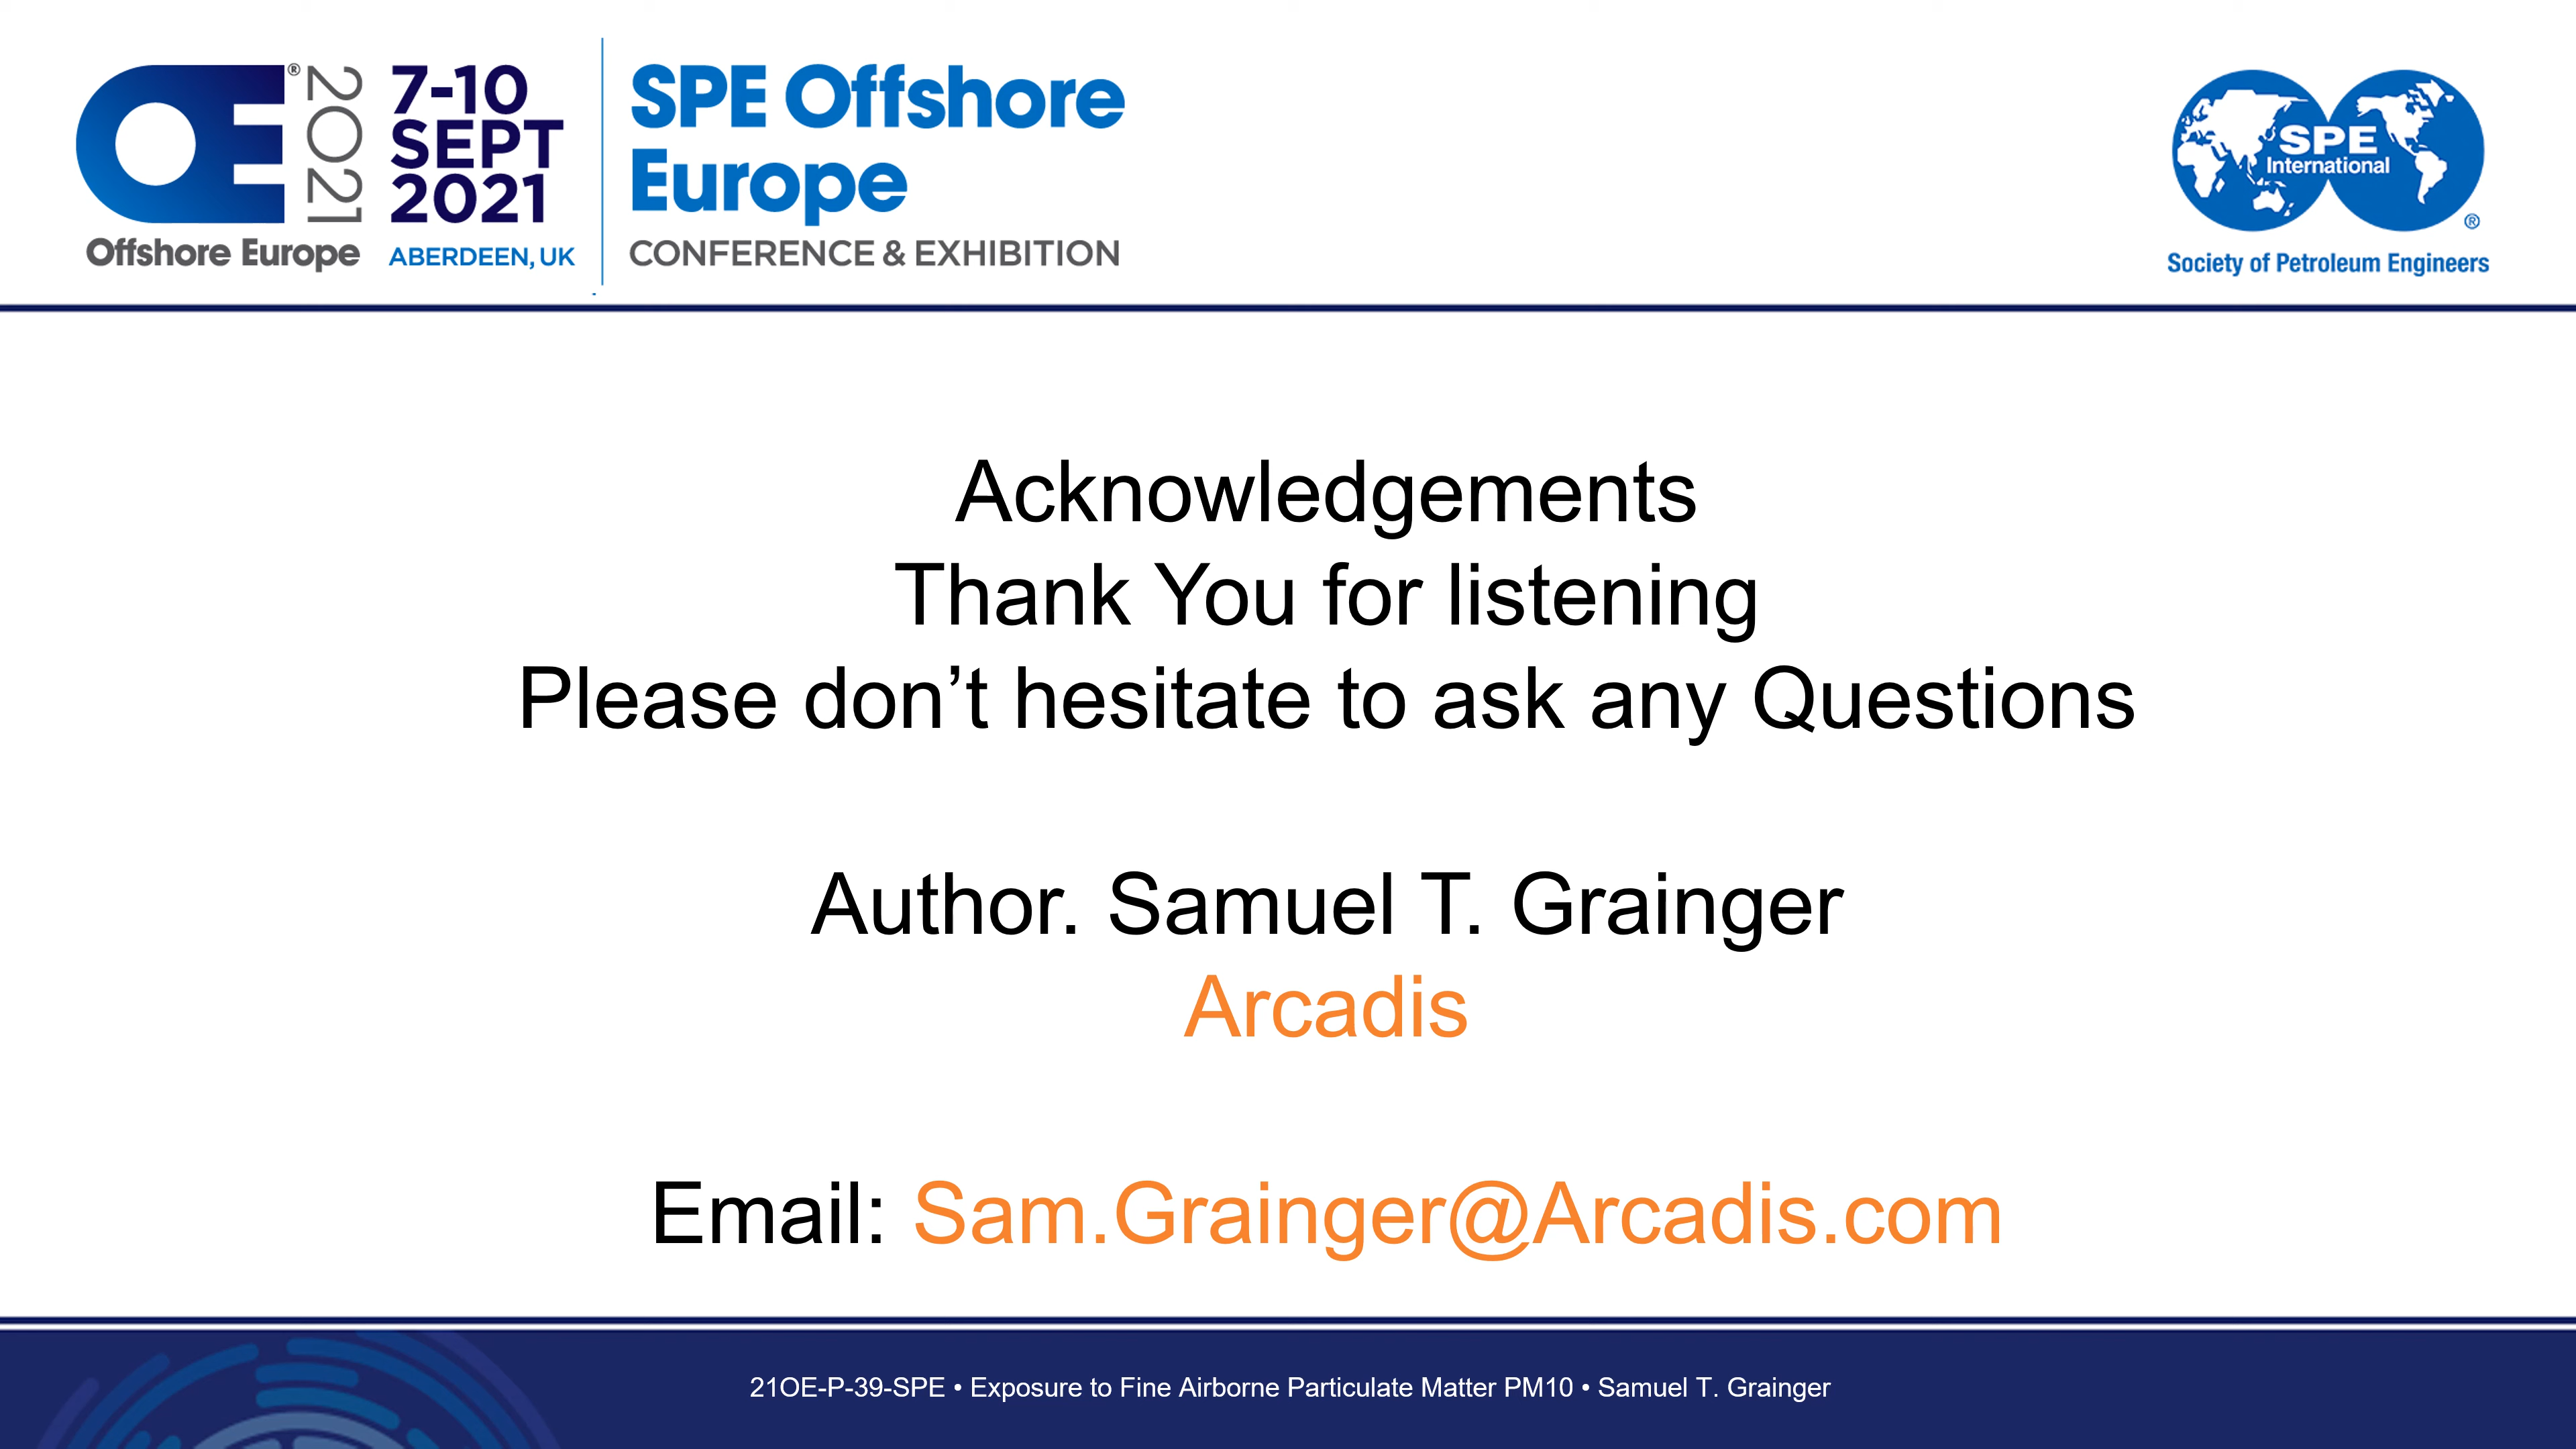 OE® 2021
Offshore Europe
7-10
SEPT
2021
ABERDEEN, UK
SPE Offshore
Europe
CONFERENCE & EXHIBITION
SPE
International
®
Society of Petroleum Engineers
Acknowledgements
Thank You for listening
Please don’t hesitate to ask any Questions
Author. Samuel T. Grainger
Arcadis
Email: Sam.Grainger@Arcadis.com
21OE-P-39-SPE • Exposure to Fine Airborne Particulate Matter PM10 • Samuel T. Grainger